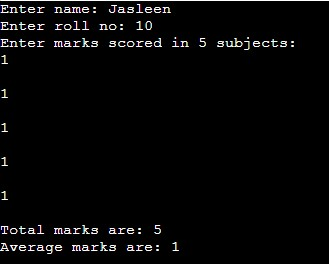 Enter name: Jasleen
Enter roll no: 10
Enter marks scored in 5 subjects:
1
1
1
1
1
Total marks are: 5
Average marks are: 1